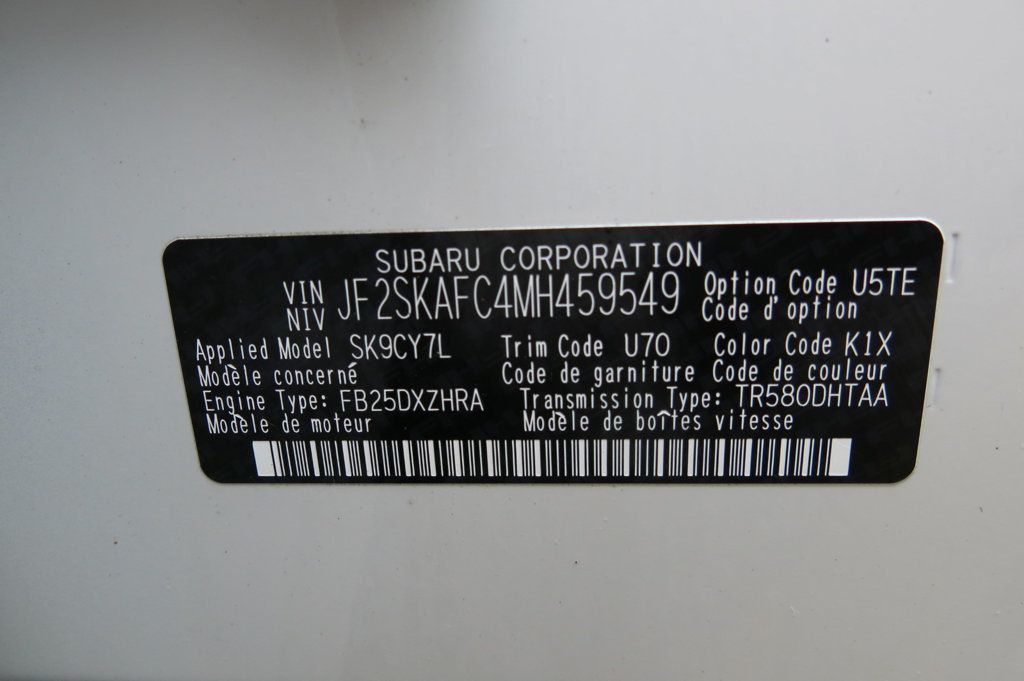 SUBARU CORPORATION
VIN JF2SKAFC4MH459549 Option Code U5TE
NIV Code d'option
Applied Model SK9CY7L Trim Code U70 Color Code K1X
Modèle concerné Code de garniture Code de couleur
Engine Type: FB25DXZHRA Transmission Type: TR580DHTAA
Modèle de moteur Modèle de boîtes vitesse